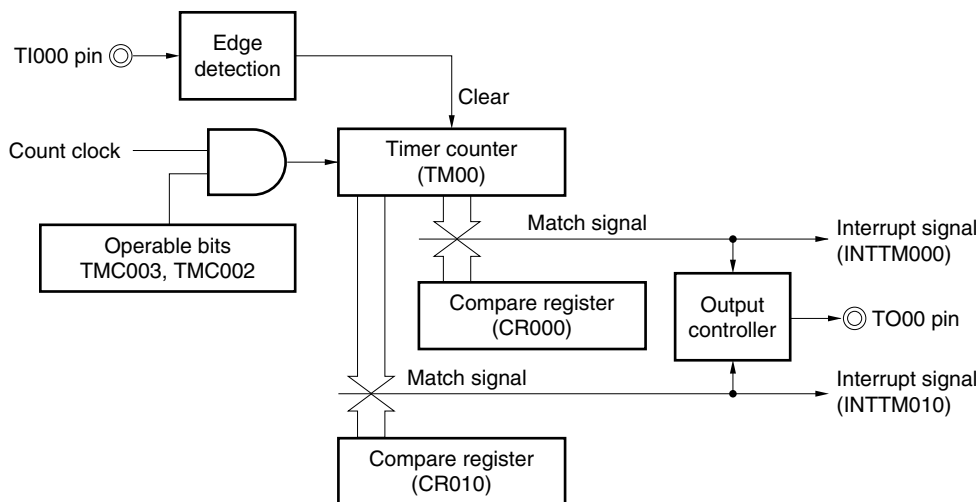 Edge
detection
TI000 pin
Clear
Count clock
Timer counter
(TM00)
Operable bits
TMC003, TMC002
Match signal
Interrupt signal
(INTTM000)
Compare register
(CR000)
Output
controller
TO00 pin
Match signal
Interrupt signal
(INTTM010)
Compare register
(CR010)